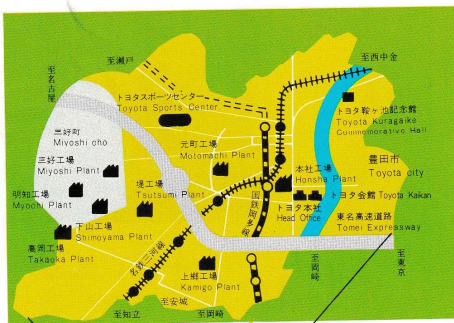 至瀬戸
至西中金
至名古屋
トヨタスポーツセンター
Toyota Sports Center
トヨタ鞍ヶ池記念館
Toyota Kuragaike
Commemorative Hall
三好町
Miyoshi cho
元町工場
Motomachi Plant
三好工場
Miyoshi Plant
本社工場
Honsha Plant
豊田市
Toyota city
明知工場
Myochi Plant
堤工場
Tsutsumi Plant
国鉄岡多線
トヨタ本社
Head Office
トヨタ会館 Toyota Kaikan
下山工場
Shimoyama Plant
東名高速道路
Tomei Expressway
高岡工場
Takaoka Plant
名鉄三河線
上郷工場
Kamigo Plant
至岡崎
至東京
至安城
至知立
至岡崎